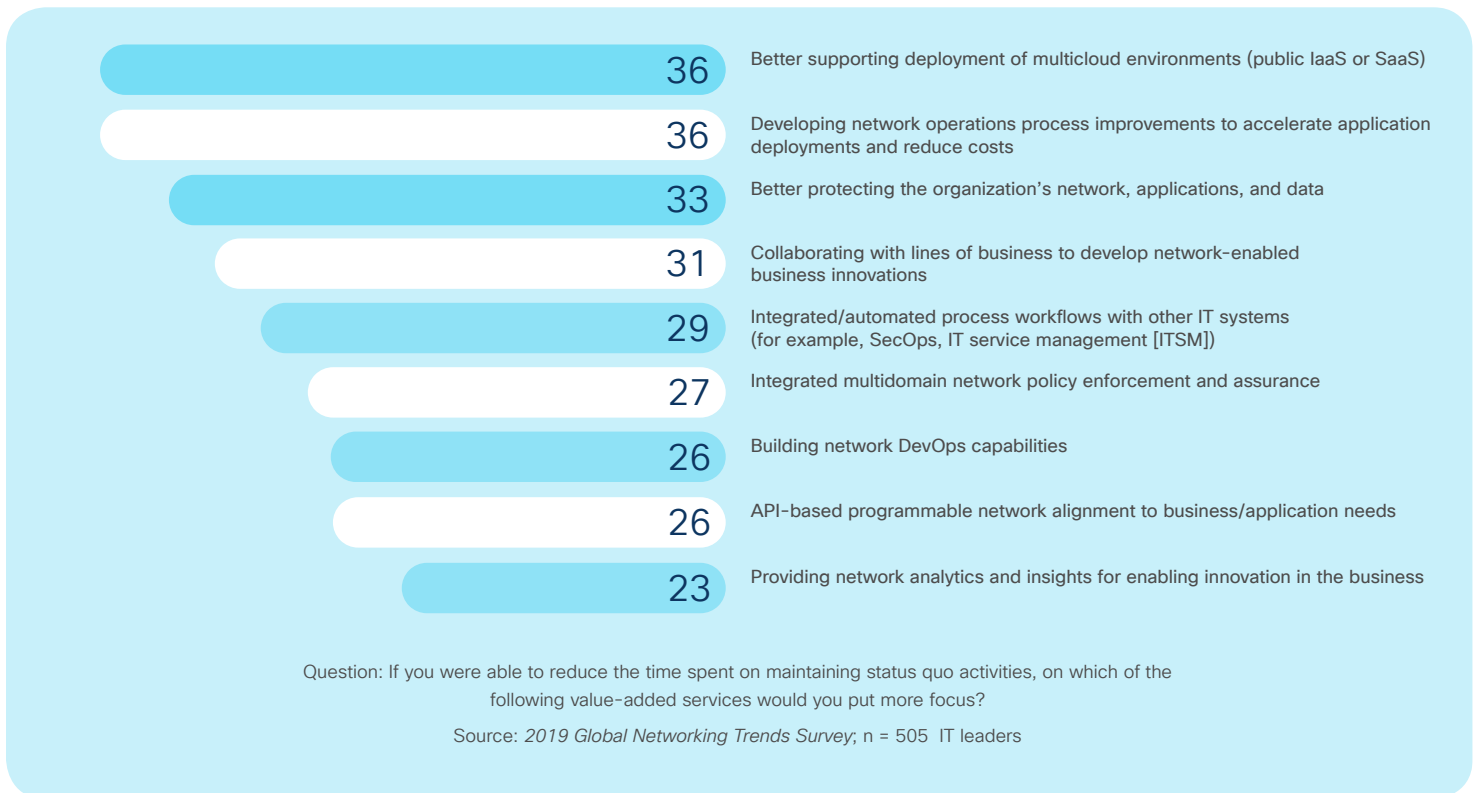 36
Better supporting deployment of multicloud environments (public IaaS or SaaS)
36
Developing network operations process improvements to accelerate application
deployments and reduce costs
33
Better protecting the organization's network, applications, and data
31
Collaborating with lines of business to develop network-enabled
business innovations
29
Integrated/automated process workflows with other IT systems
(for example, SecOps, IT service management [ITSM])
27
Integrated multidomain network policy enforcement and assurance
26
Building network DevOps capabilities
26
API-based programmable network alignment to business/application needs
23
Providing network analytics and insights for enabling innovation in the business
Question: If you were able to reduce the time spent on maintaining status quo activities, on which of the
following value-added services would you put more focus?
Source: 2019 Global Networking Trends Survey; n = 505 IT leaders